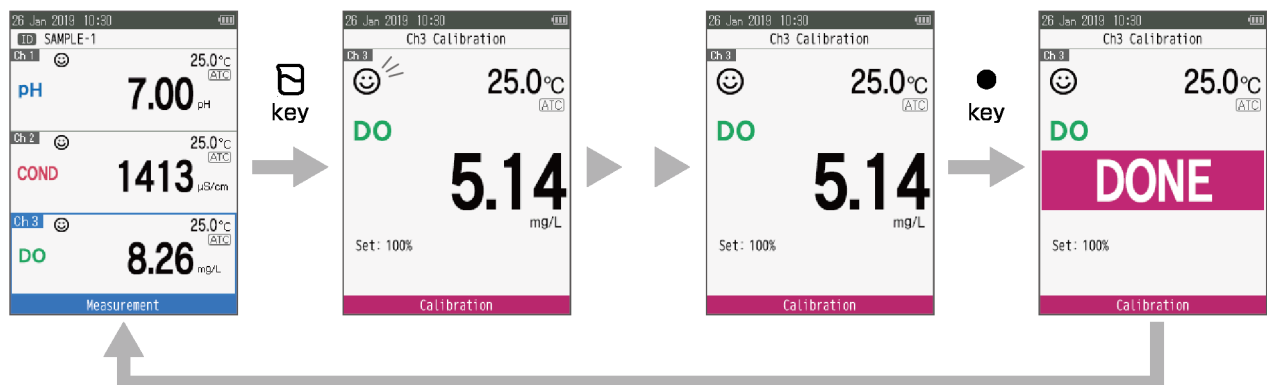 26 Jan 2019 10:30
ID SAMPLE-1
Ch 1 25.0°C
ATC
pH 7.00 pH
Ch 2 25.0°C
ATC
COND 1413 µS/cm
Ch 3 25.0°C
ATC
DO 8.26 mg/L
Measurement
key
26 Jan 2019 10:30
Ch3 Calibration
Ch 3
25.0°C
ATC
DO
5.14
mg/L
Set: 100%
Calibration
26 Jan 2019 10:30
Ch3 Calibration
Ch 3
25.0°C
ATC
DO
5.14
mg/L
Set: 100%
Calibration
key
26 Jan 2019 10:30
Ch3 Calibration
Ch 3
25.0°C
ATC
DO
DONE
Set: 100%
Calibration